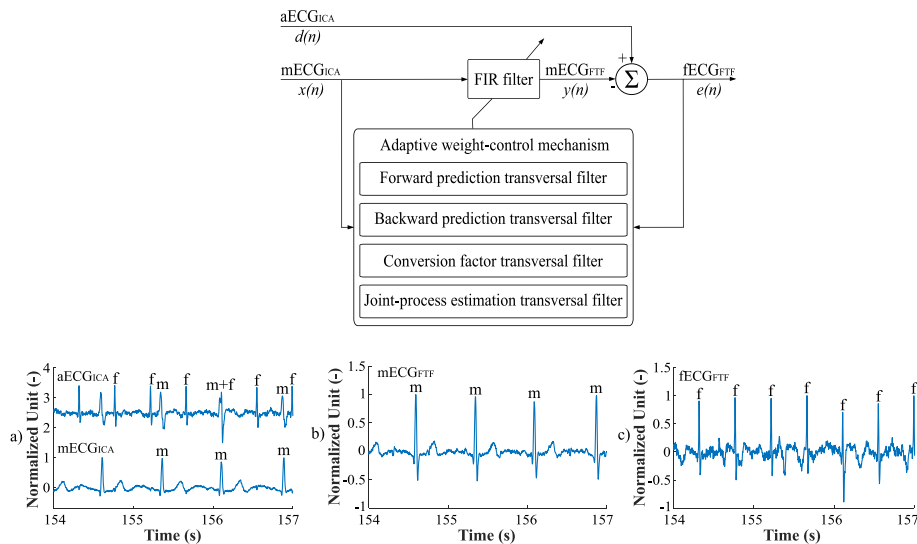 aECGICA
d(n)
mECGICA
x(n)
FIR filter
mECGFTF
y(n)
+
-
Σ
fECGFTF
e(n)
Adaptive weight-control mechanism
Forward prediction transversal filter
Backward prediction transversal filter
Conversion factor transversal filter
Joint-process estimation transversal filter
a)
Normalized Unit (-)
4
3
2
1
0
aECGICA
f
f
m
f
m+f
f
m
f
mECGICA
m
m
m
154
155
156
157
Time (s)
b)
Normalized Unit (-)
1.5
1
0.5
0
-0.5
-1
mECGFTF
m
m
m
m
154
155
156
157
Time (s)
c)
Normalized Unit (-)
1.5
1
0.5
0
-0.5
-1
fECGFTF
f
f
f
f
f
f
f
154
155
156
157
Time (s)